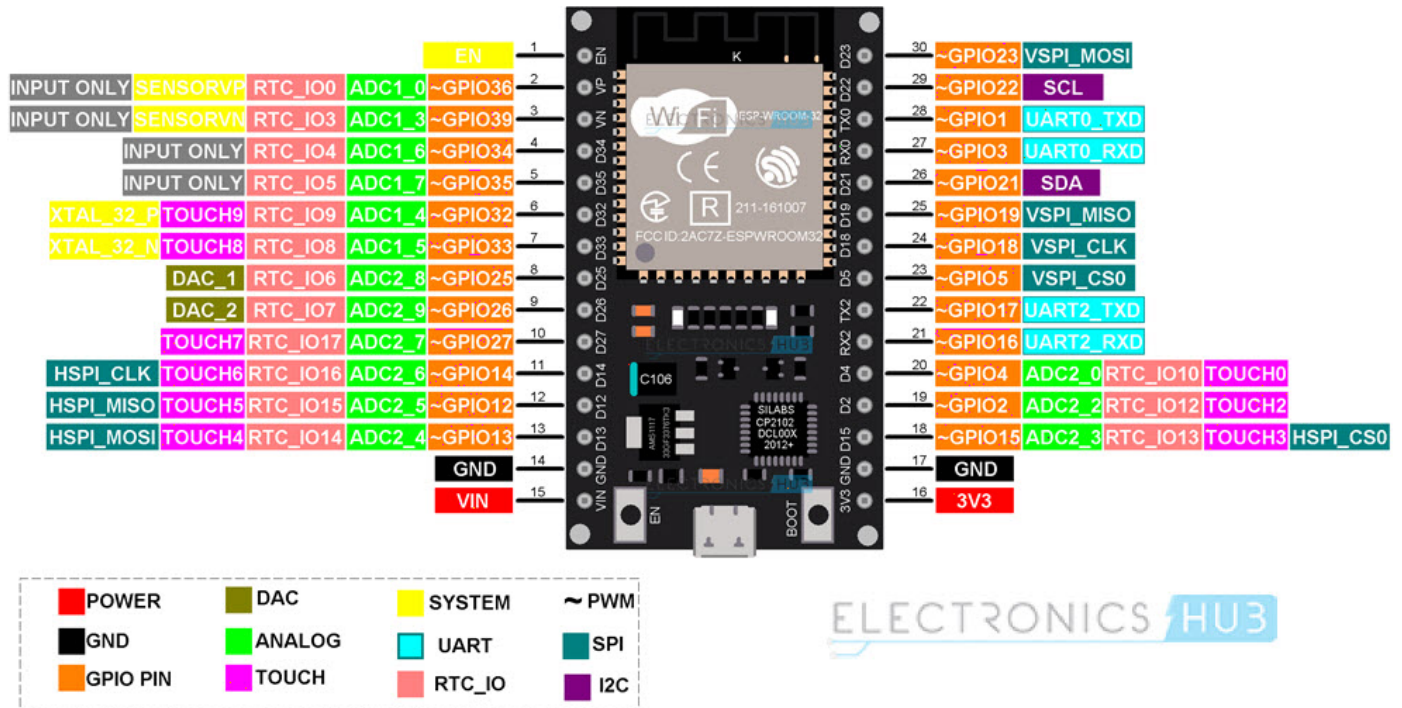 EN 1
INPUT ONLY SENSORVP RTC_IO0 ADC1_0 ~GPIO36 2
INPUT ONLY SENSORVN RTC_IO3 ADC1_3 ~GPIO39 3
INPUT ONLY RTC_IO4 ADC1_6 ~GPIO34 4
INPUT ONLY RTC_IO5 ADC1_7 ~GPIO35 5
XTAL_32_P TOUCH9 RTC_IO9 ADC1_4 ~GPIO32 6
XTAL_32_N TOUCH8 RTC_IO8 ADC1_5 ~GPIO33 7
DAC_1 RTC_IO6 ADC2_8 ~GPIO25 8
DAC_2 RTC_IO7 ADC2_9 ~GPIO26 9
TOUCH7 RTC_IO17 ADC2_7 ~GPIO27 10
HSPI_CLK TOUCH6 RTC_IO16 ADC2_6 ~GPIO14 11
HSPI_MISO TOUCH5 RTC_IO15 ADC2_5 ~GPIO12 12
HSPI_MOSI TOUCH4 RTC_IO14 ADC2_4 ~GPIO13 13
GND 14
VIN 15
EN
VP
VN
D34
D35
D32
D33
D25
D26
D27
D14
D12
D13
GND
VIN
K
Wi Fi ESP-WROOM-32
ELECTRONICS HUB
CE
R 211-161007
FCC ID:2AC7Z-ESPWROOM32
ELECTRONICS HUB
C106
AMS1117
SILABS
CP2102
DCL00X
2012+
ELECTRONICS HUB
EN
BOOT
D23
D22
TX0
RX0
D21
D19
D18
D5
TX2
RX2
D4
D2
D15
GND
3V3
30 ~GPIO23 VSPI_MOSI
29 ~GPIO22 SCL
28 ~GPIO1 UART0_TXD
27 ~GPIO3 UART0_RXD
26 ~GPIO21 SDA
25 ~GPIO19 VSPI_MISO
24 ~GPIO18 VSPI_CLK
23 ~GPIO5 VSPI_CS0
22 ~GPIO17 UART2_TXD
21 ~GPIO16 UART2_RXD
20 ~GPIO4 ADC2_0 RTC_IO10 TOUCH0
19 ~GPIO2 ADC2_2 RTC_IO12 TOUCH2
18 ~GPIO15 ADC2_3 RTC_IO13 TOUCH3 HSPI_CS0
17 GND
16 3V3
POWER DAC SYSTEM ~ PWM
GND ANALOG UART SPI
GPIO PIN TOUCH RTC_IO I2C
ELECTRONICS HUB